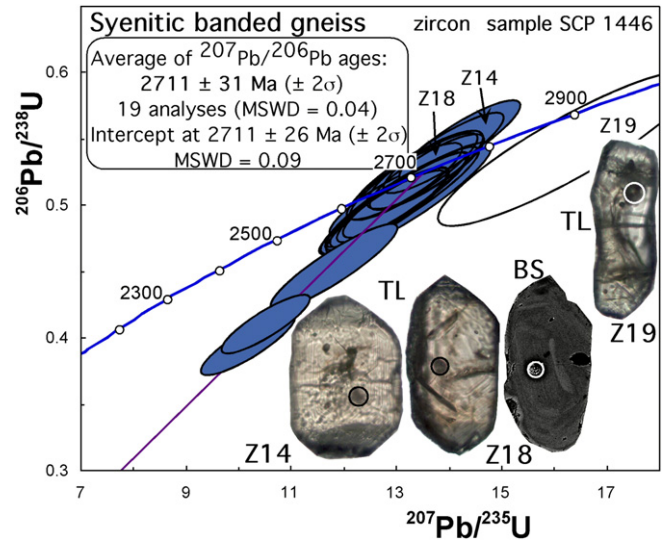 Syenitic banded gneiss
zircon sample SCP 1446
Average of ²⁰⁷Pb/²⁰⁶Pb ages:
2711 ± 31 Ma (± 2σ)
19 analyses (MSWD = 0.04)
Intercept at 2711 ± 26 Ma (± 2σ)
MSWD = 0.09
Z14
Z18
2900
2700
2500
2300
Z19
TL
Z19
TL
BS
Z14
Z18
0.6
0.5
0.4
0.3
²⁰⁶Pb/²³⁸U
7 9 11 13 15 17
²⁰⁷Pb/²³⁵U